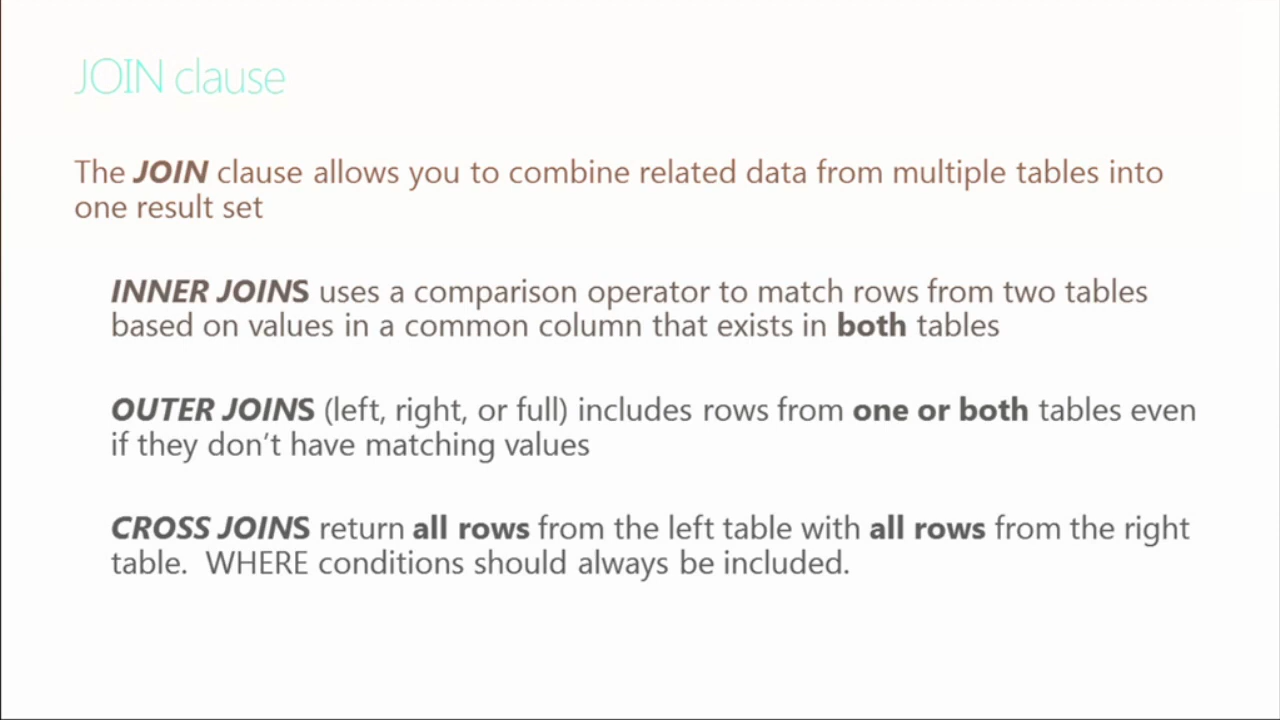 JOIN clause
The JOIN clause allows you to combine related data from multiple tables into
one result set
INNER JOINS uses a comparison operator to match rows from two tables
based on values in a common column that exists in both tables
OUTER JOINS (left, right, or full) includes rows from one or both tables even
if they don’t have matching values
CROSS JOINS return all rows from the left table with all rows from the right
table.  WHERE conditions should always be included.